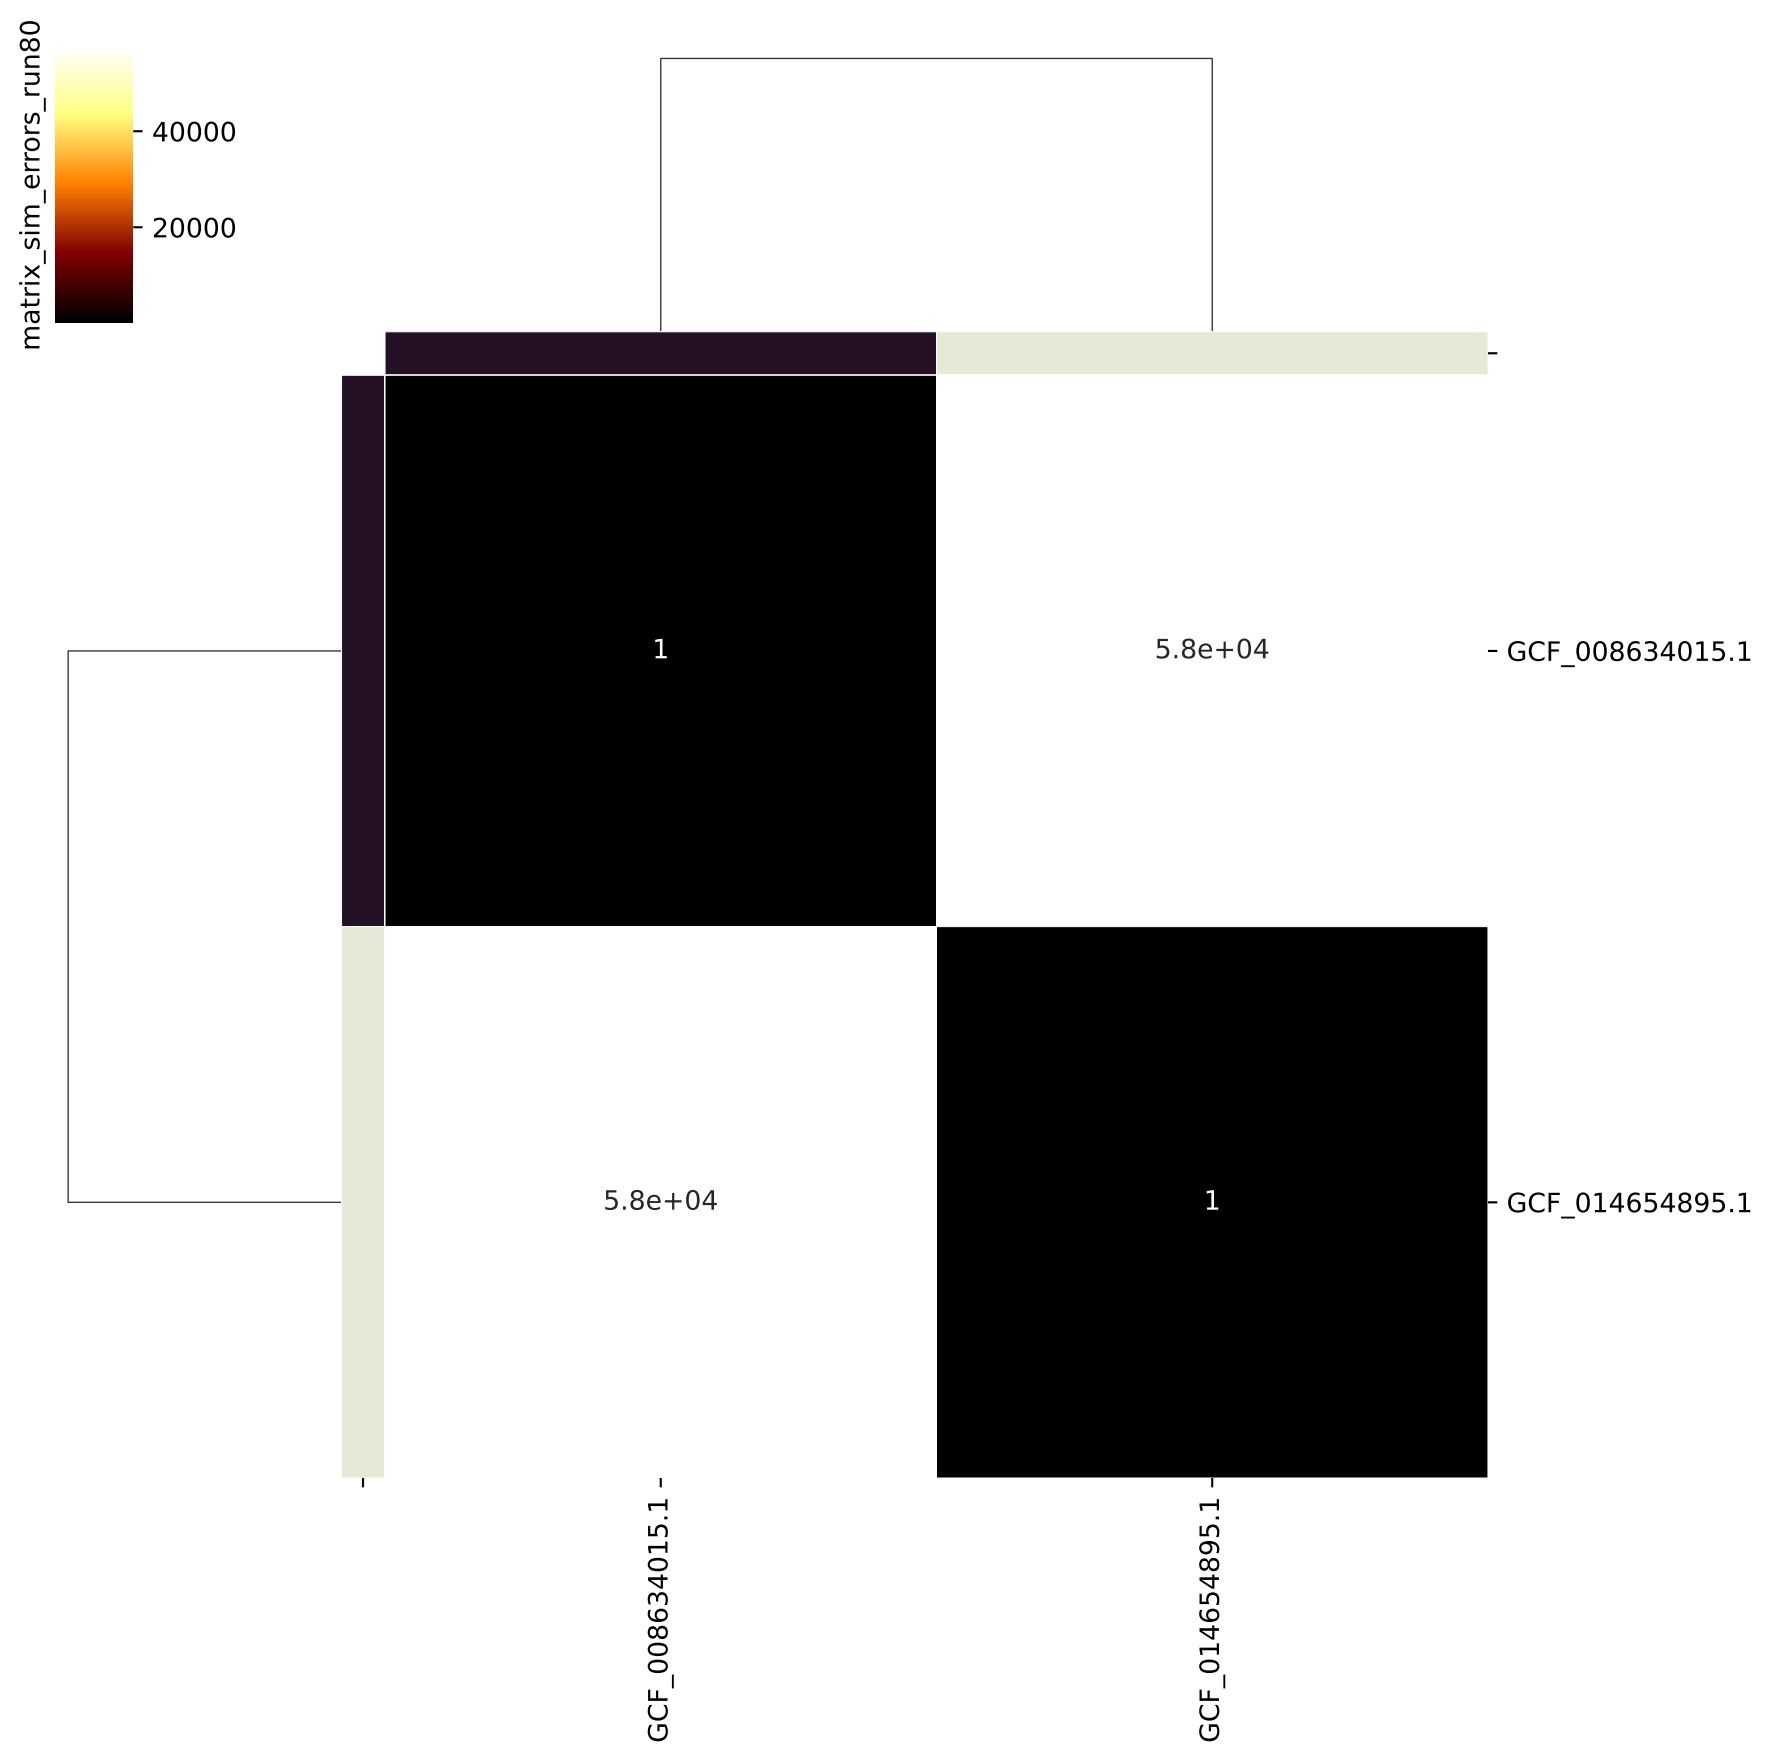 matrix_sim_errors_run80
40000
20000
1
5.8e+04
GCF_008634015.1
5.8e+04
1
GCF_014654895.1
GCF_008634015.1
GCF_014654895.1